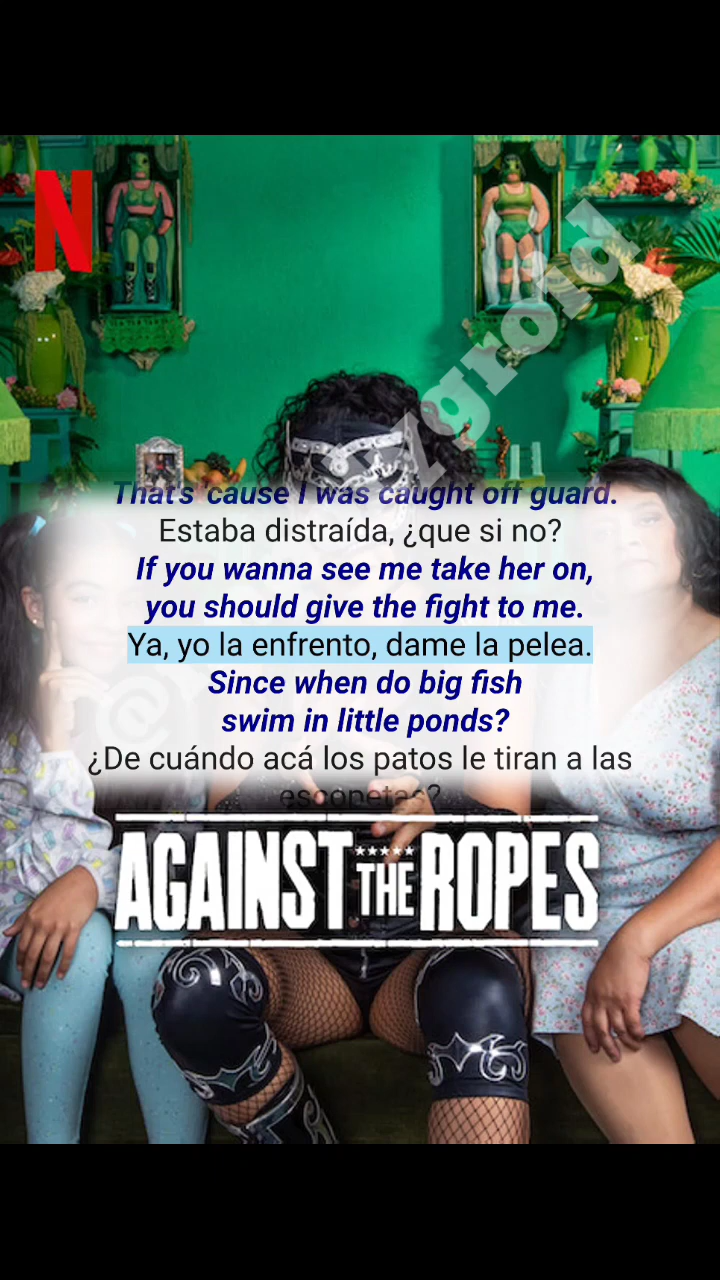 N
That's 'cause I was caught off guard.
Estaba distraída, ¿que si no?
If you wanna see me take her on,
you should give the fight to me.
Ya, yo la enfrento, dame la pelea.
Since when do big fish
swim in little ponds?
¿De cuándo acá los patos le tiran a las
escopetas?
AGAINST THE ROPES